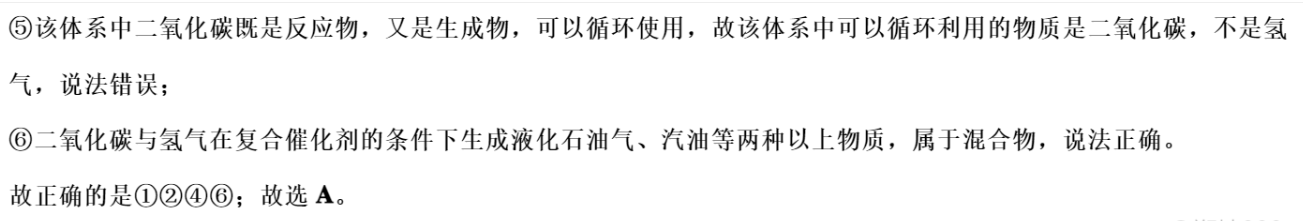 ⑤该体系中二氧化碳既是反应物，又是生成物，可以循环使用，故该体系中可以循环利用的物质是二氧化碳，不是氢
气，说法错误；
⑥二氧化碳与氢气在复合催化剂的条件下生成液化石油气、汽油等两种以上物质，属于混合物，说法正确。
故正确的是①②④⑥；故选 A。